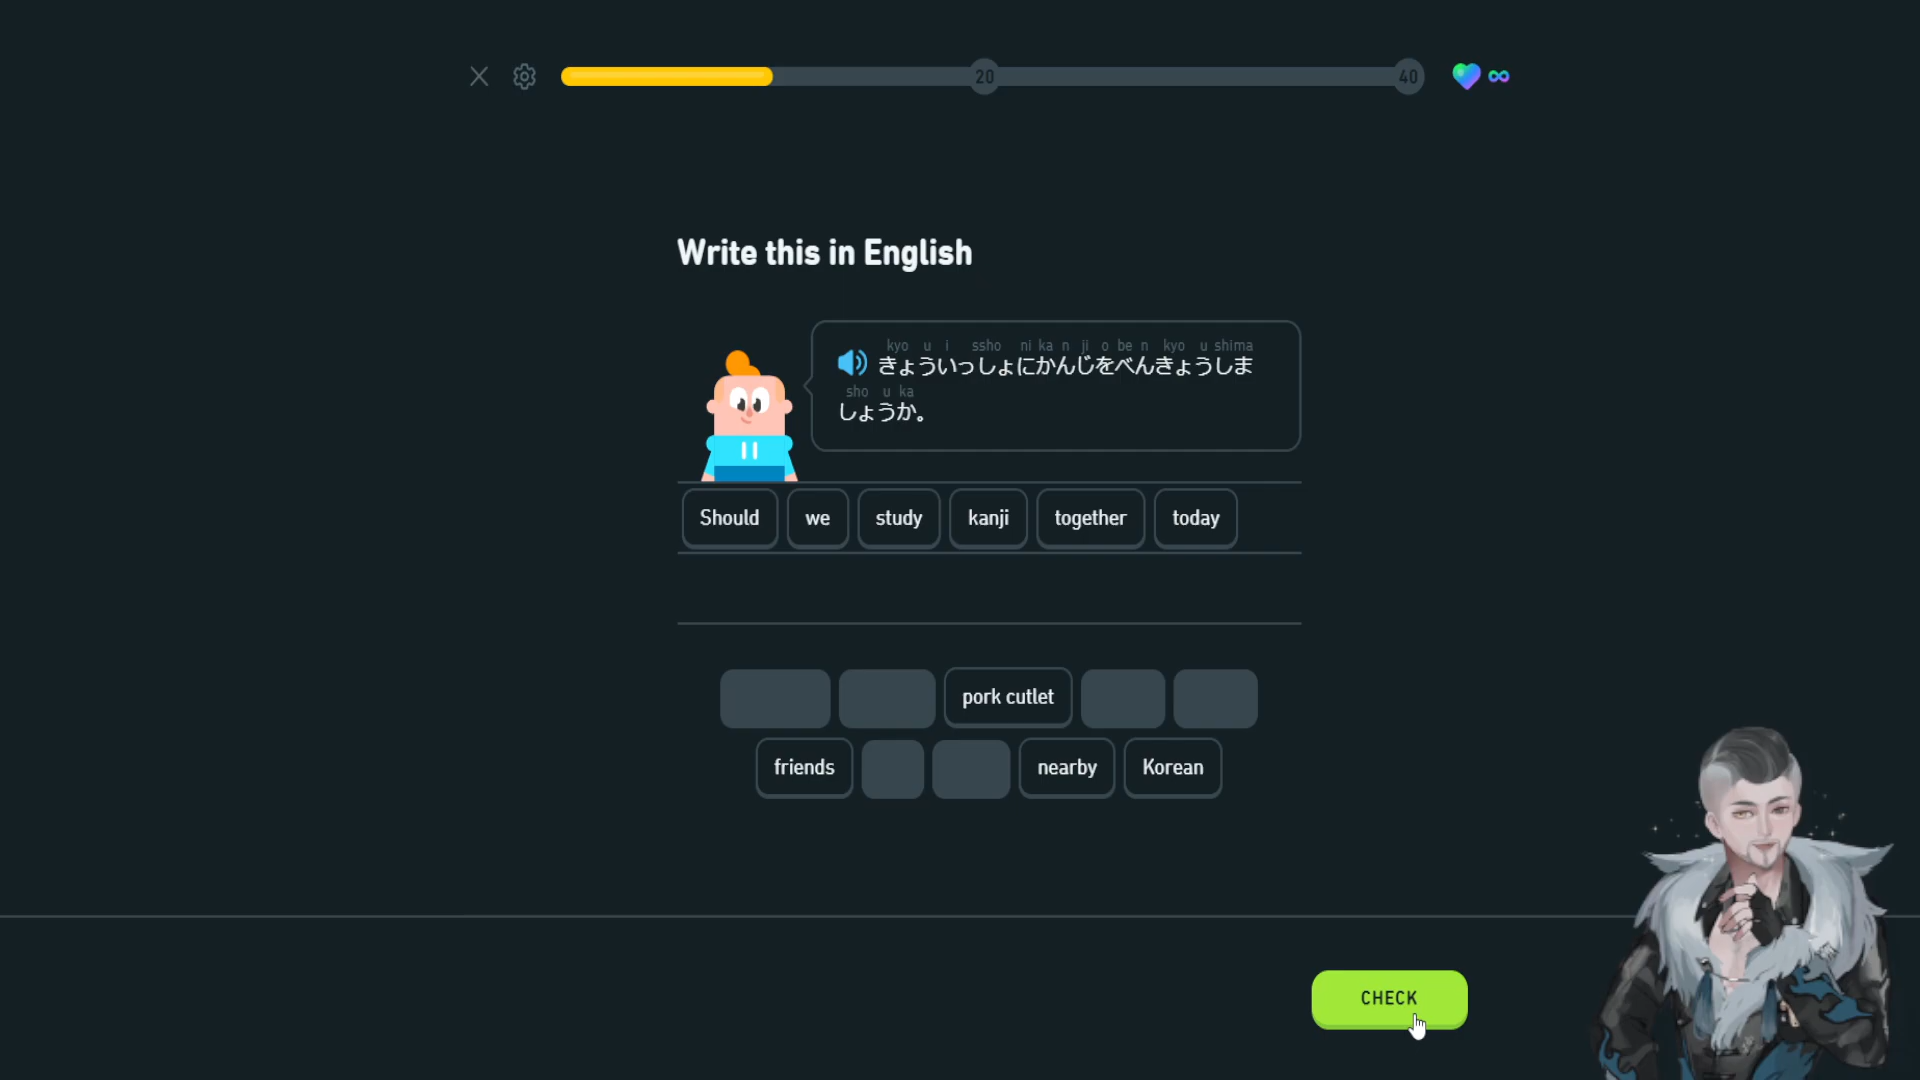 20
40
Write this in English
kyo u i ssho ni ka n ji o be n kyo u shima
きょういっしょにかんじをべんきょうしま
sho u ka
しょうか。
Should we study kanji together today
pork cutlet
friends nearby Korean
CHECK